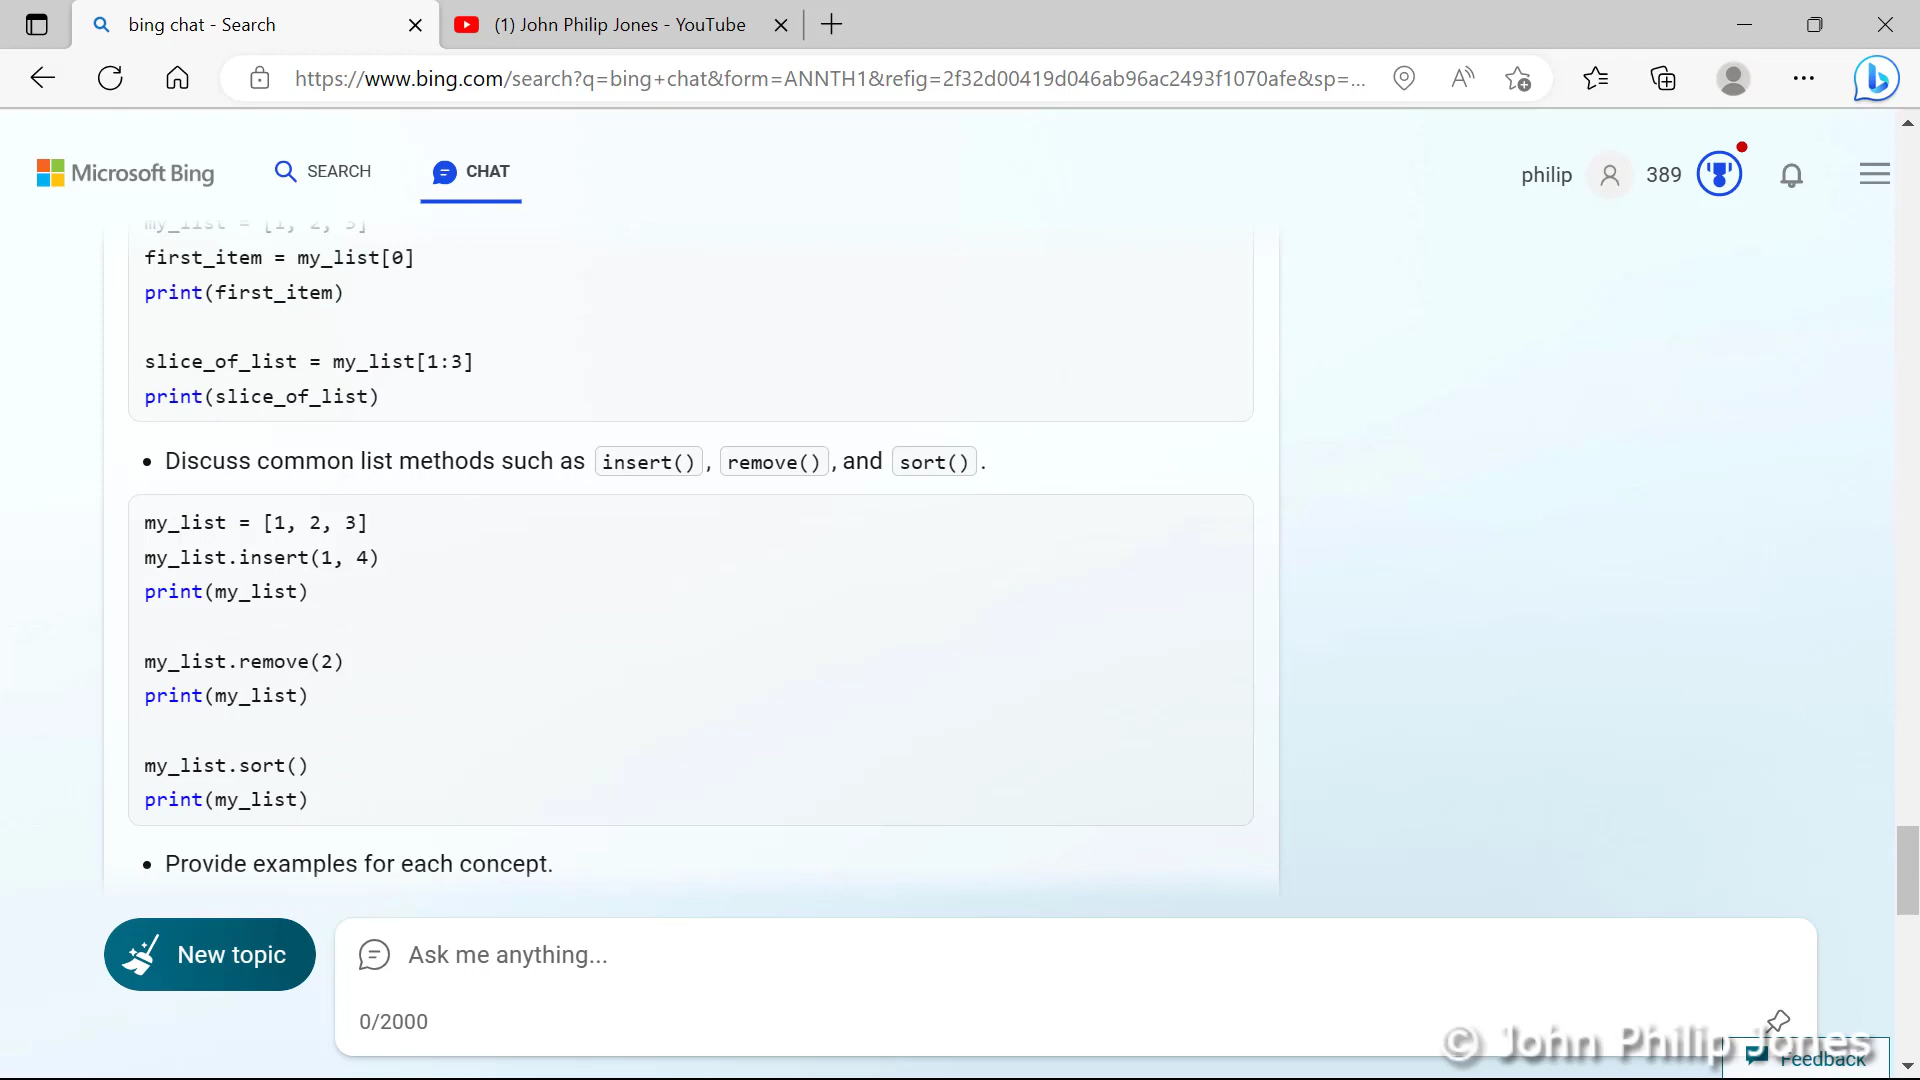 bing chat - Search
(1) John Philip Jones - YouTube
https://www.bing.com/search?q=bing+chat&form=ANNTH1&refig=2f32d00419d046ab96ac2493f1070afe&sp=...
Microsoft Bing
SEARCH
CHAT
philip
389
my_list = [1, 2, 3]
first_item = my_list[0]
print(first_item)
slice_of_list = my_list[1:3]
print(slice_of_list)
• Discuss common list methods such as insert(), remove(), and sort().
my_list = [1, 2, 3]
my_list.insert(1, 4)
print(my_list)
my_list.remove(2)
print(my_list)
my_list.sort()
print(my_list)
• Provide examples for each concept.
New topic
Ask me anything...
0/2000
© John Philip Jones
Feedback